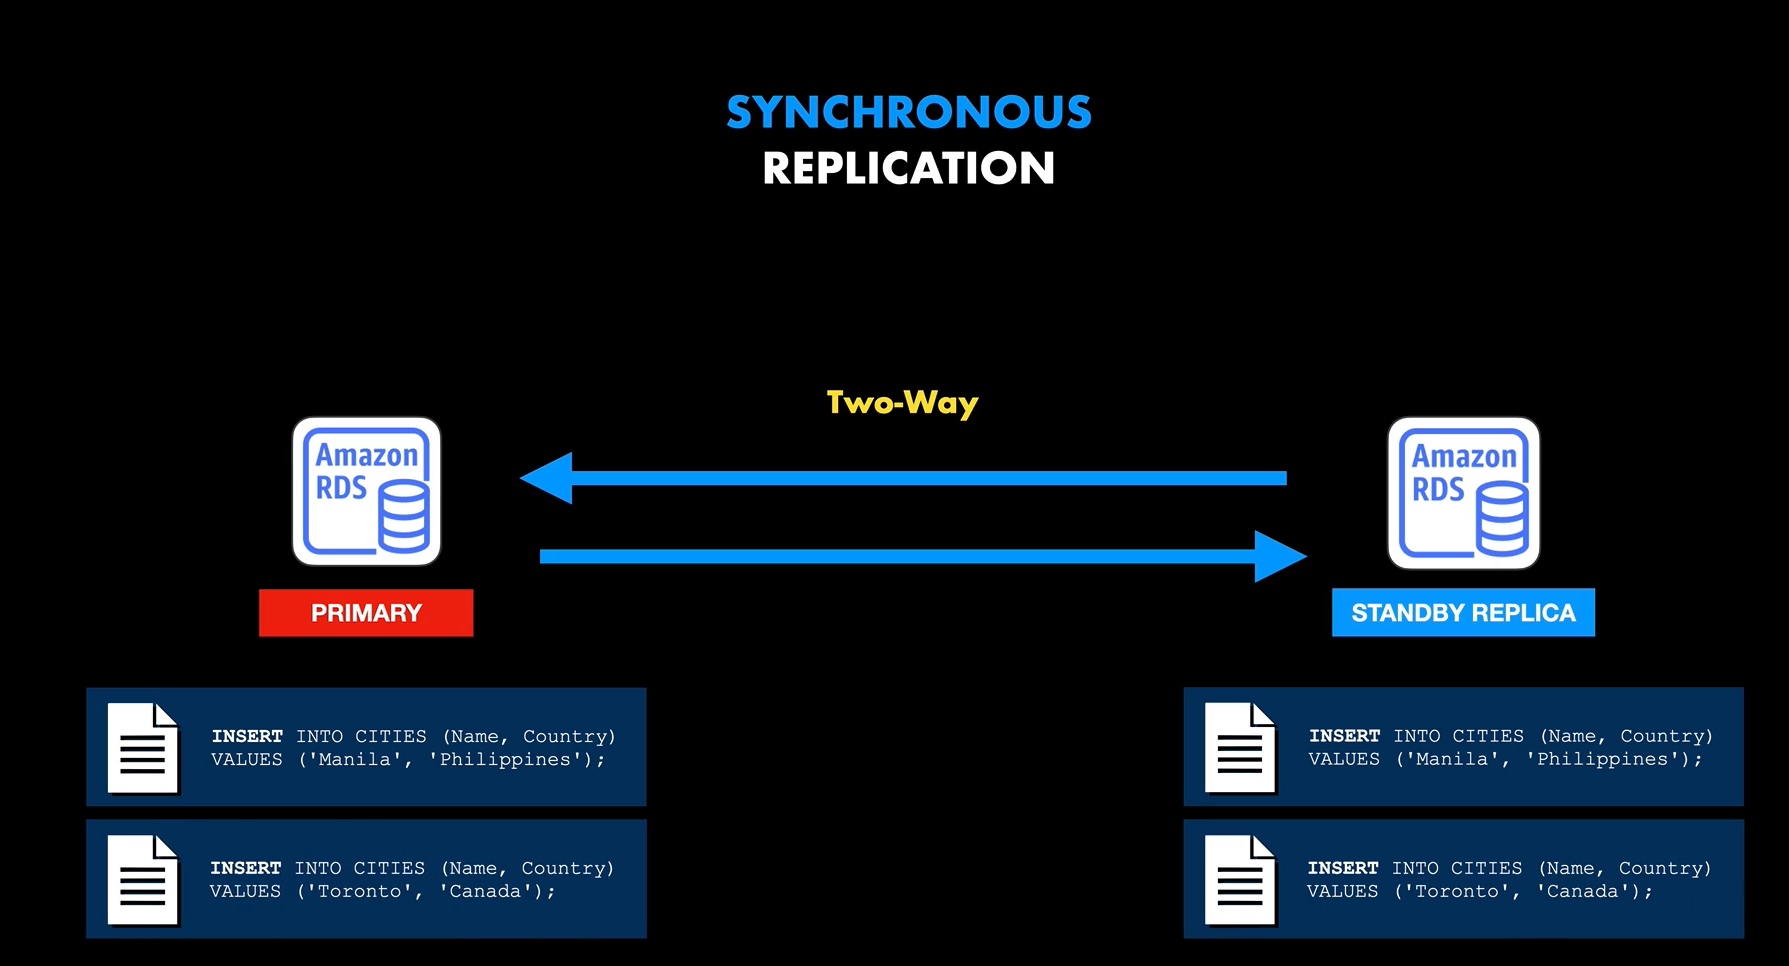 SYNCHRONOUS
REPLICATION
Two-Way
Amazon
RDS
PRIMARY
INSERT INTO CITIES (Name, Country)
VALUES ('Manila', 'Philippines');
INSERT INTO CITIES (Name, Country)
VALUES ('Toronto', 'Canada');
Amazon
RDS
STANDBY REPLICA
INSERT INTO CITIES (Name, Country)
VALUES ('Manila', 'Philippines');
INSERT INTO CITIES (Name, Country)
VALUES ('Toronto', 'Canada');